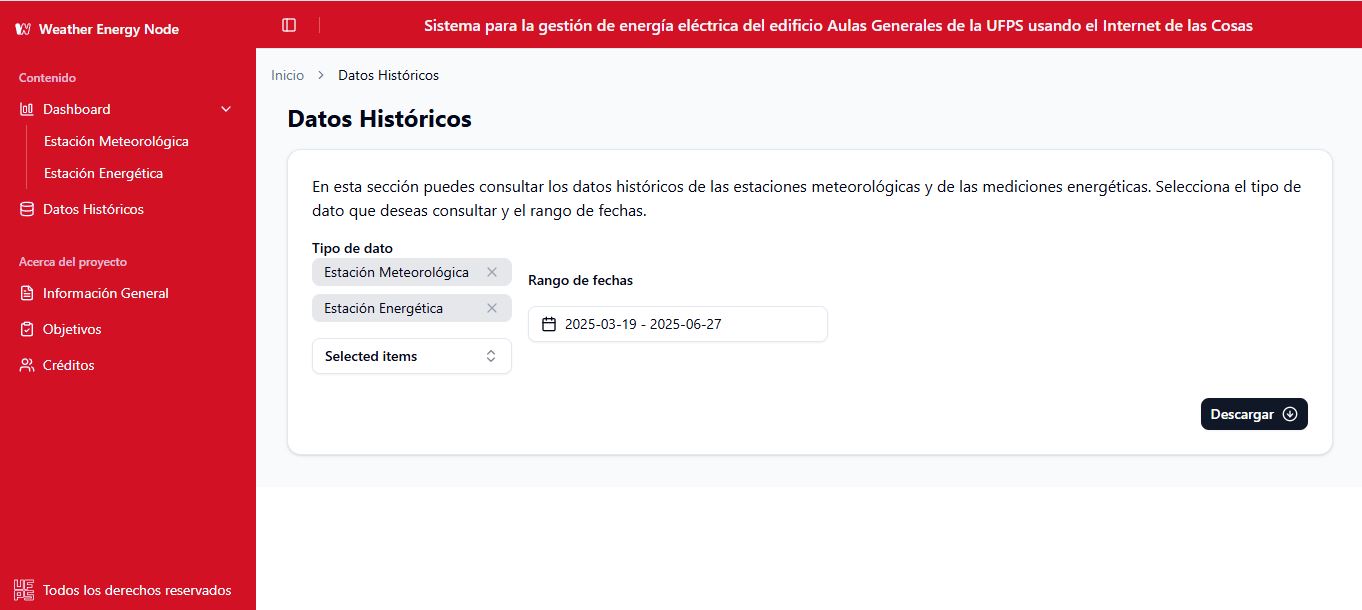 Weather Energy Node
Contenido
Dashboard
Estación Meteorológica
Estación Energética
Datos Históricos
Acerca del proyecto
Información General
Objetivos
Créditos
UFPS
Todos los derechos reservados
Sistema para la gestión de energía eléctrica del edificio Aulas Generales de la UFPS usando el Internet de las Cosas
Inicio > Datos Históricos
Datos Históricos
En esta sección puedes consultar los datos históricos de las estaciones meteorológicas y de las mediciones energéticas. Selecciona el tipo de
dato que deseas consultar y el rango de fechas.
Tipo de dato
Estación Meteorológica
Estación Energética
Selected items
Rango de fechas
2025-03-19 - 2025-06-27
Descargar